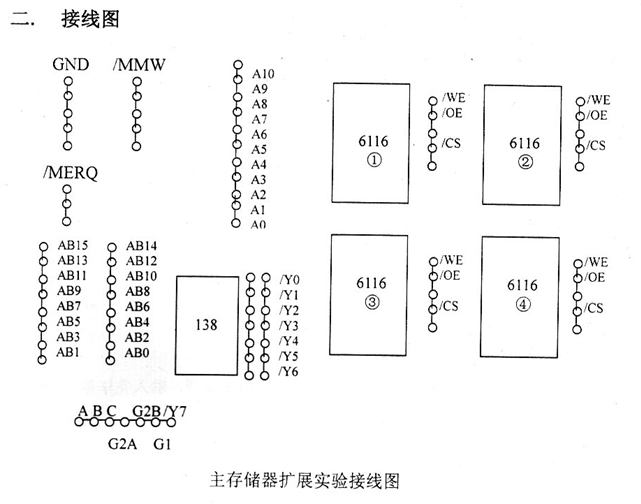 二. 接线图
GND /MMW
/MERQ
A10
A9
A8
A7
A6
A5
A4
A3
A2
A1
A0
6116
①
/WE
/OE
/CS
6116
②
/WE
/OE
/CS
6116
③
/WE
/OE
/CS
6116
④
/WE
/OE
/CS
AB15 AB14
AB13 AB12
AB11 AB10
AB9 AB8
AB7 AB6
AB5 AB4
AB3 AB2
AB1 AB0
138
/Y0
/Y1
/Y2
/Y3
/Y4
/Y5
/Y6
A B C G2B /Y7
G2A G1
主存储器扩展实验接线图